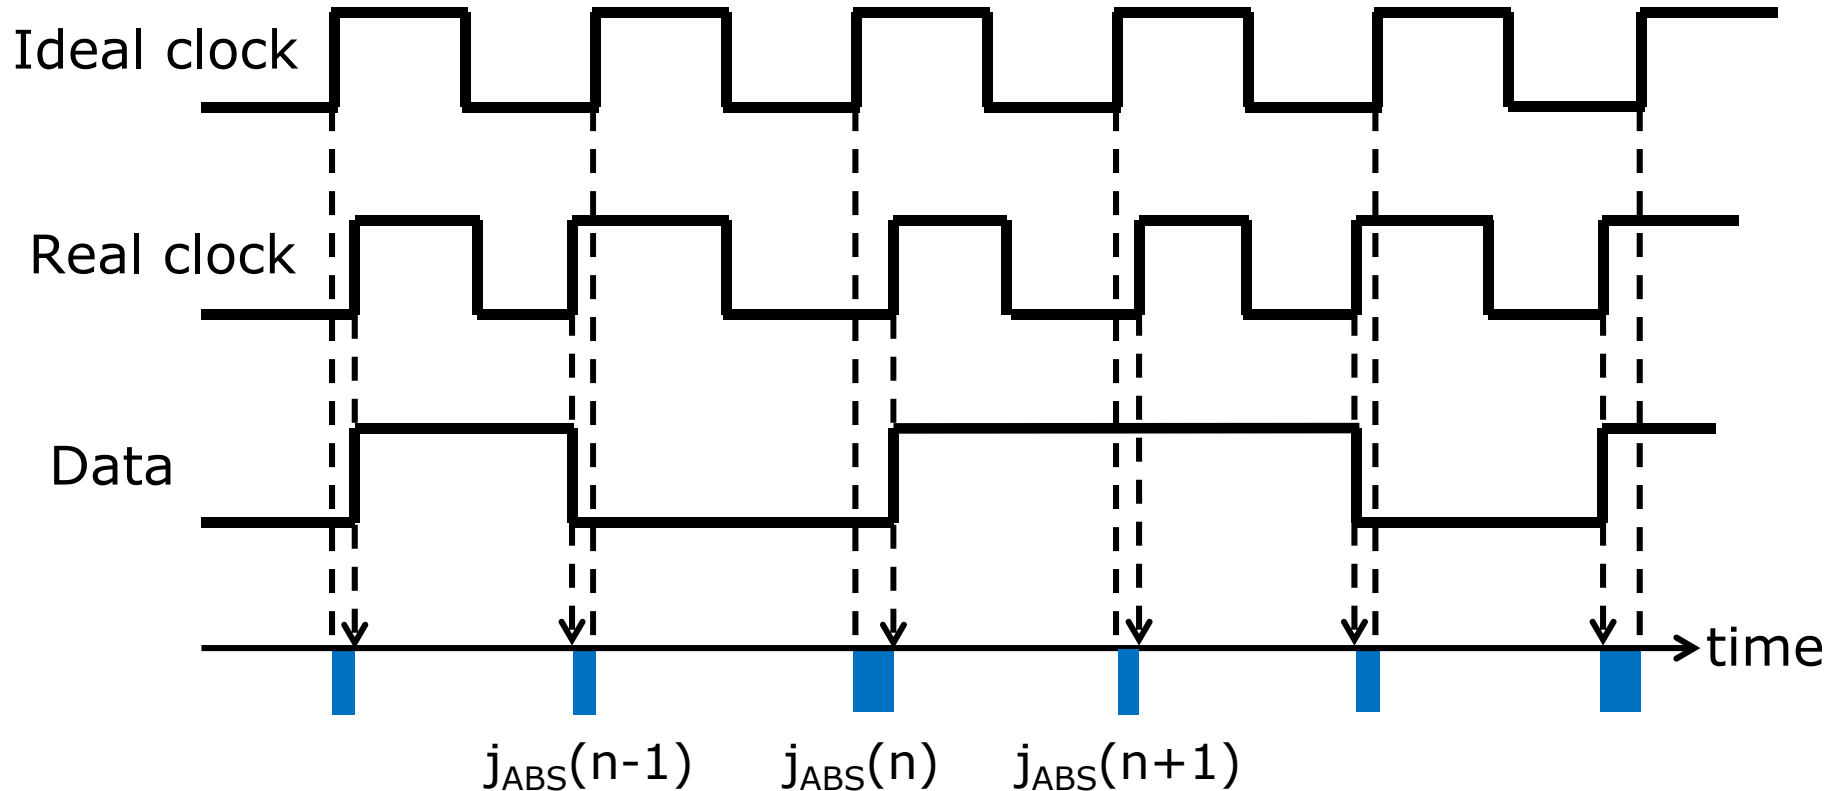 Ideal clock
Real clock
Data
time
jABS(n-1) jABS(n) jABS(n+1)